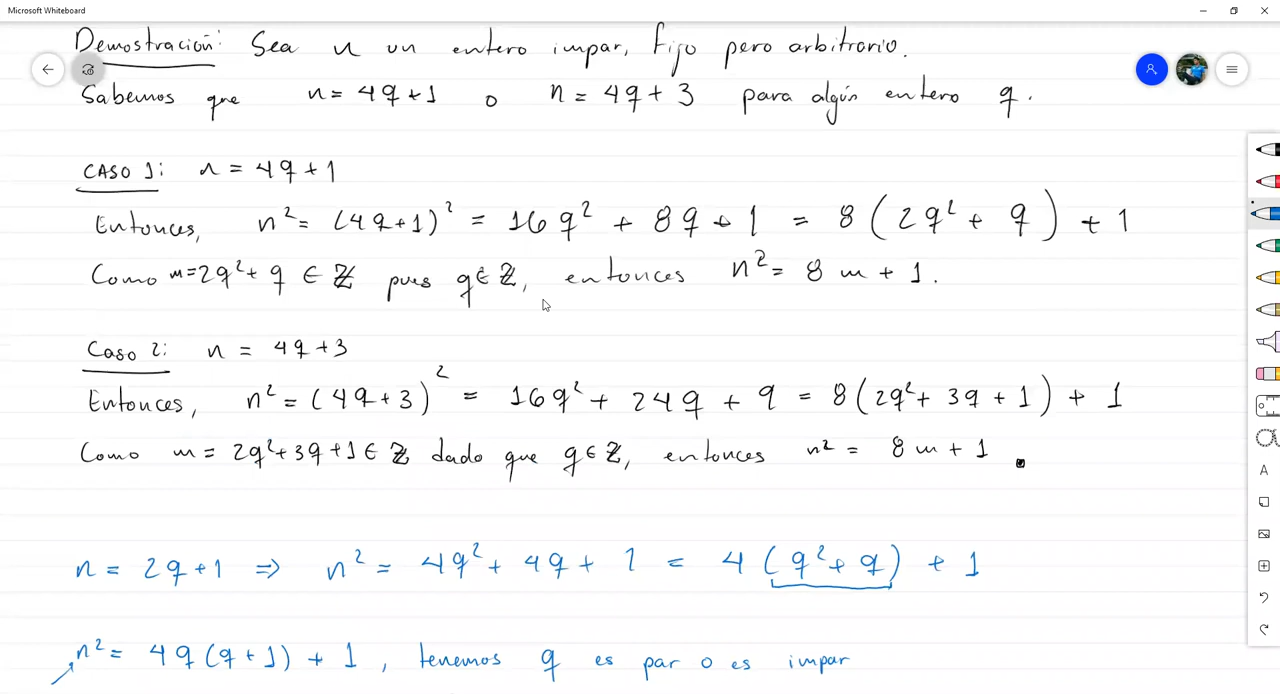 Microsoft Whiteboard
Demostración: Sea n un entero impar, fijo pero arbitrario.
Sabemos que n = 4q + 1 o n = 4q + 3 para algún entero q.
CASO 1: n = 4q + 1
Entonces, n² = (4q+1)² = 16q² + 8q + 1 = 8(2q² + q) + 1
Como m = 2q² + q ∈ ℤ pues q ∈ ℤ, entonces n² = 8m + 1.
Caso 2: n = 4q + 3
Entonces, n² = (4q+3)² = 16q² + 24q + 9 = 8(2q² + 3q + 1) + 1
Como m = 2q² + 3q + 1 ∈ ℤ dado que q ∈ ℤ, entonces n² = 8m + 1 ▪
n = 2q + 1 ⇒ n² = 4q² + 4q + 1 = 4(q² + q) + 1
n² = 4q(q + 1) + 1, tenemos q es par o es impar
A